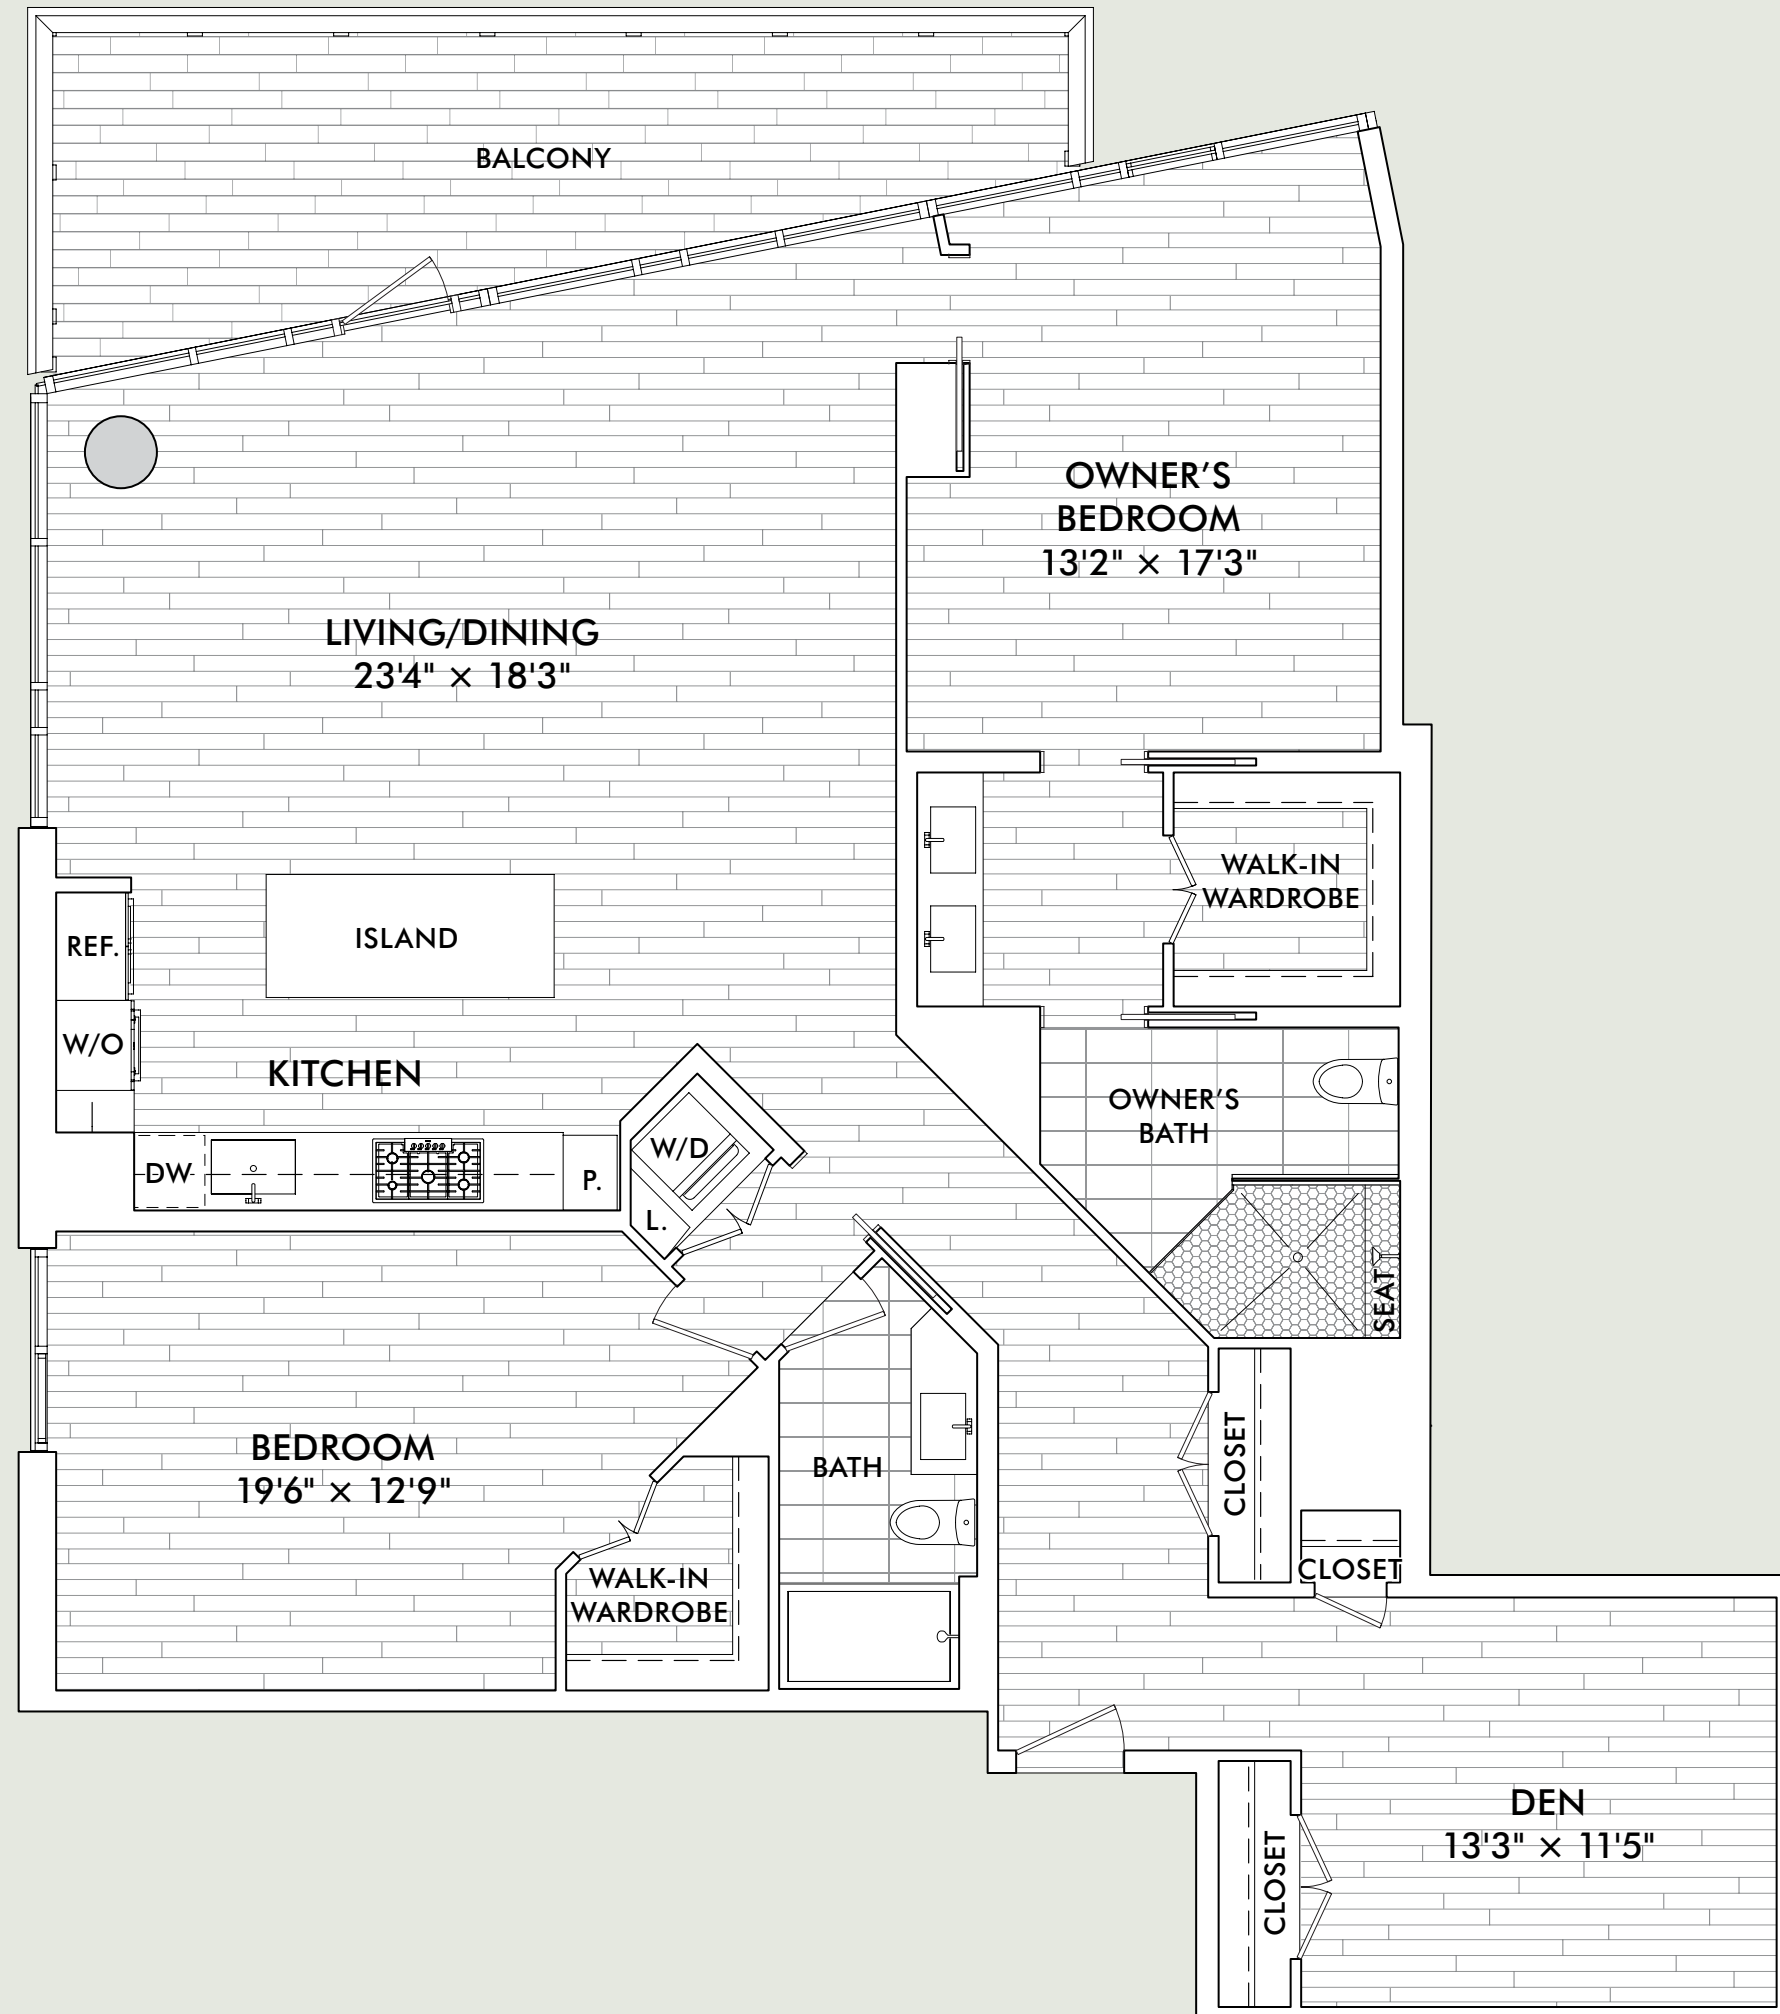 BALCONY
OWNER’S
BEDROOM
13'2" × 17'3"
LIVING/DINING
23'4" × 18'3"
WALK-IN
WARDROBE
REF.
ISLAND
W/O
KITCHEN
OWNER’S
BATH
W/D
DW
P.
L.
SEAT
BEDROOM
19'6" × 12'9"
BATH
CLOSET
CLOSET
WALK-IN
WARDROBE
DEN
13'3" × 11'5"
CLOSET